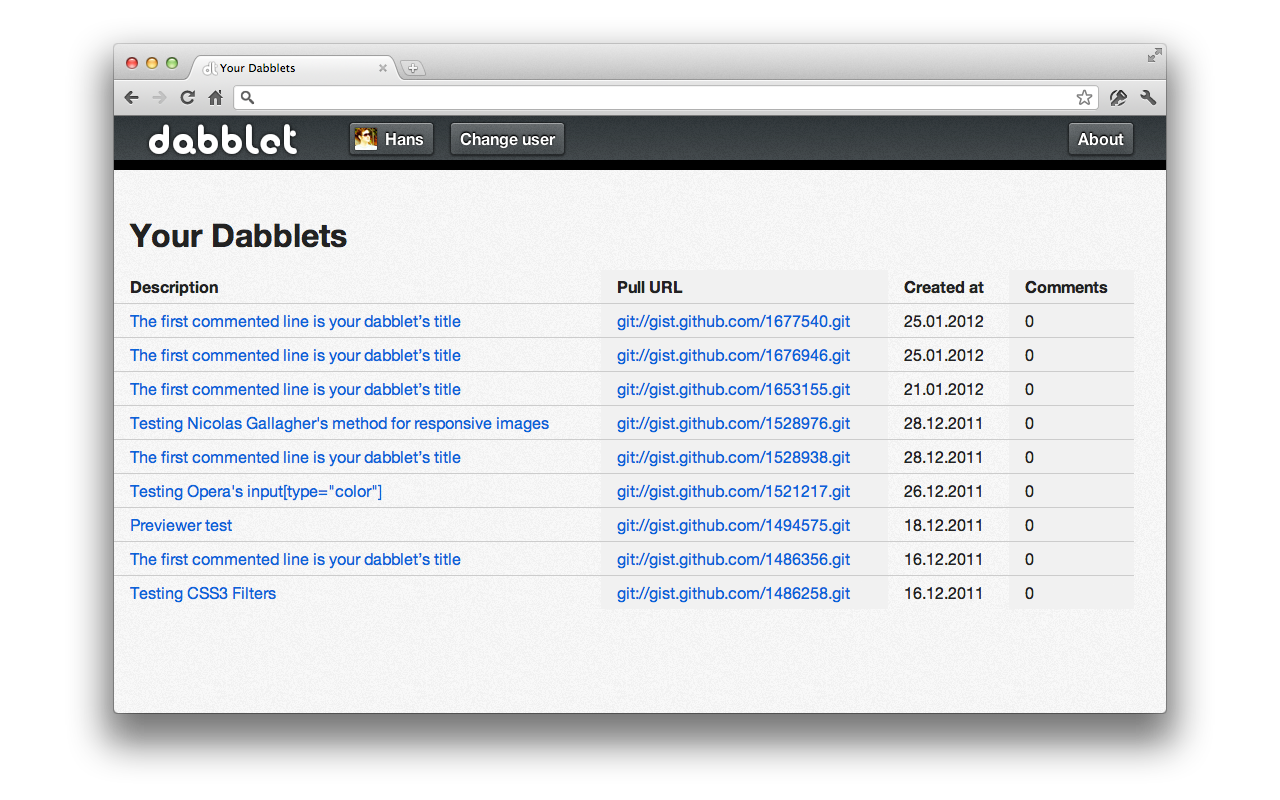 Your Dabblets
dabblet Hans Change user About
Your Dabblets
Description Pull URL Created at Comments
The first commented line is your dabblet’s title git://gist.github.com/1677540.git 25.01.2012 0
The first commented line is your dabblet’s title git://gist.github.com/1676946.git 25.01.2012 0
The first commented line is your dabblet’s title git://gist.github.com/1653155.git 21.01.2012 0
Testing Nicolas Gallagher's method for responsive images git://gist.github.com/1528976.git 28.12.2011 0
The first commented line is your dabblet’s title git://gist.github.com/1528938.git 28.12.2011 0
Testing Opera's input[type="color"] git://gist.github.com/1521217.git 26.12.2011 0
Previewer test git://gist.github.com/1494575.git 18.12.2011 0
The first commented line is your dabblet’s title git://gist.github.com/1486356.git 16.12.2011 0
Testing CSS3 Filters git://gist.github.com/1486258.git 16.12.2011 0